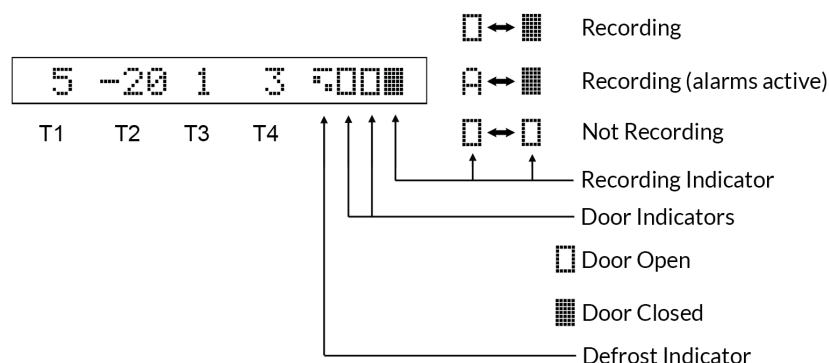 Recording
5 -20 1 3
A Recording (alarms active)
T1 T2 T3 T4
Not Recording
Recording Indicator
Door Indicators
Door Open
Door Closed
Defrost Indicator